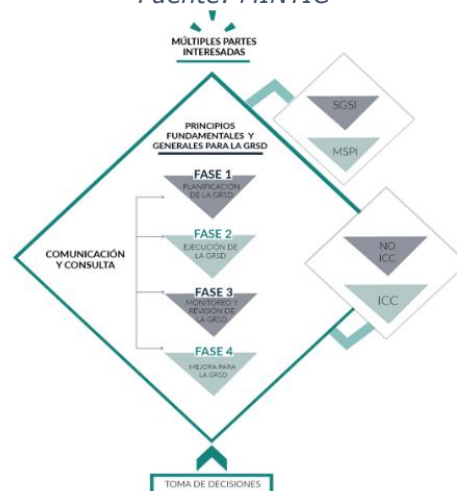 Fuente: MINTIC
MÚLTIPLES PARTES
INTERESADAS
SGSI
MSPI
PRINCIPIOS
FUNDAMENTALES Y
GENERALES PARA LA GRSD
FASE 1
PLANIFICACIÓN
DE LA GRSD
FASE 2
EJECUCIÓN DE
LA GRSD
COMUNICACIÓN
Y CONSULTA
NO
ICC
ICC
FASE 3
MONITOREO Y
REVISIÓN DE
LA GRSD
FASE 4
MEJORA PARA
LA GRSD
TOMA DE DECISIONES